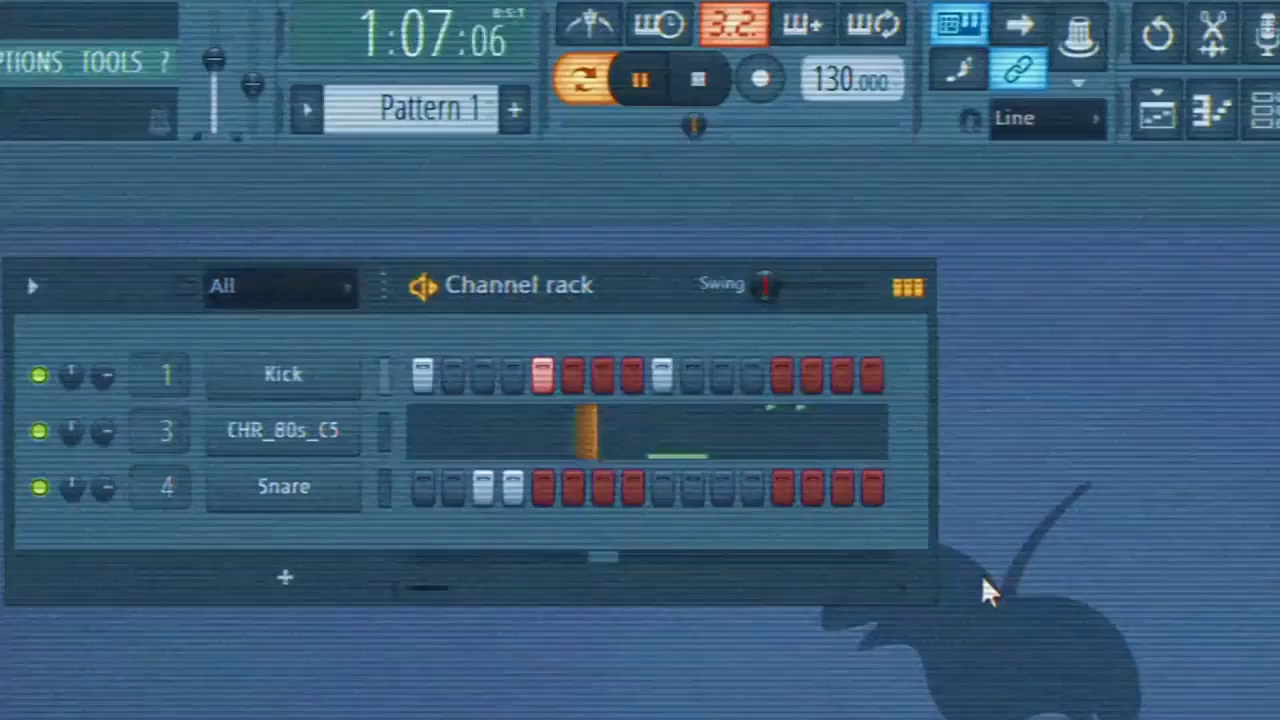 B:S:T
1:07:06
3.2.
TIONS TOOLS ?
130.000
Pattern 1 +
Line
All
Channel rack
Swing
1 Kick
3 CHR_80s_C5
4 Snare
+